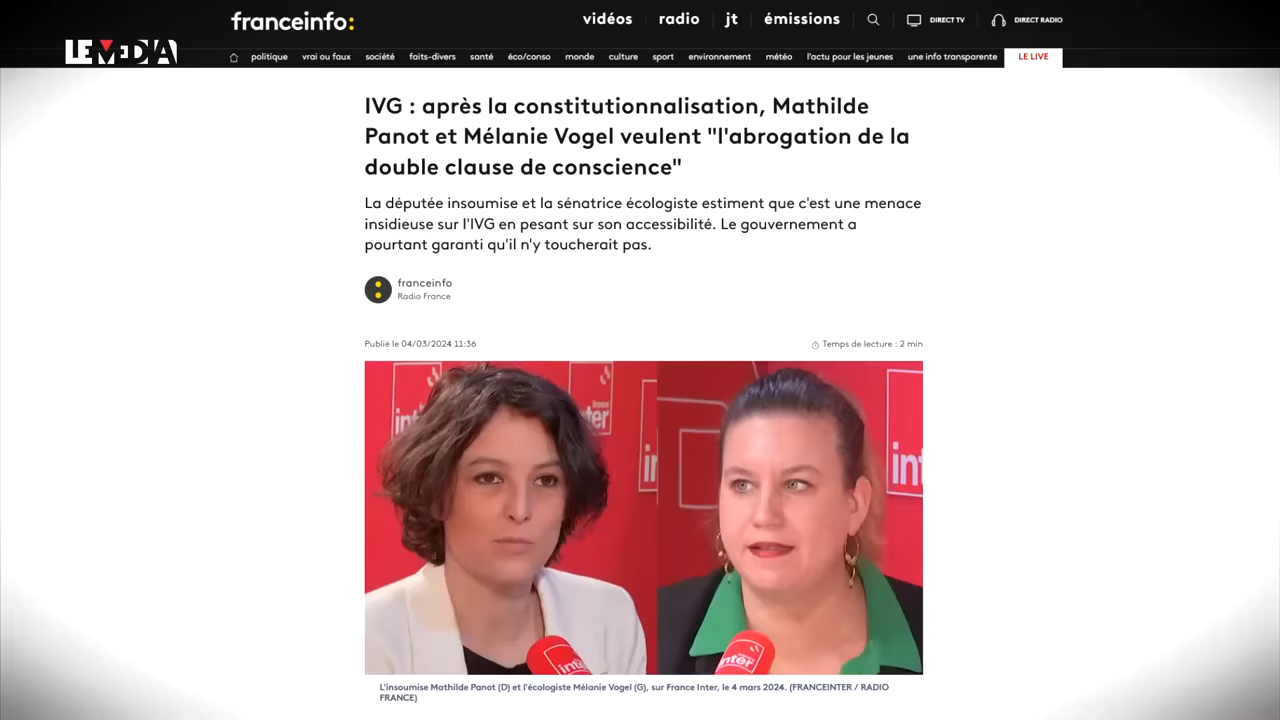 franceinfo:
vidéos radio jt émissions DIRECT TV DIRECT RADIO
LE MEDIA
politique vrai ou faux société faits-divers santé éco/conso monde culture sport environnement météo l'actu pour les jeunes une info transparente LE LIVE
IVG : après la constitutionnalisation, Mathilde
Panot et Mélanie Vogel veulent "l'abrogation de la
double clause de conscience"
La députée insoumise et la sénatrice écologiste estiment que c'est une menace
insidieuse sur l'IVG en pesant sur son accessibilité. Le gouvernement a
pourtant garanti qu'il n'y toucherait pas.
franceinfo
Radio France
Publié le 04/03/2024 11:36 Temps de lecture : 2 min
inter
inter
inter
L'insoumise Mathilde Panot (D) et l'écologiste Mélanie Vogel (G), sur France Inter, le 4 mars 2024. (FRANCEINTER / RADIO
FRANCE)